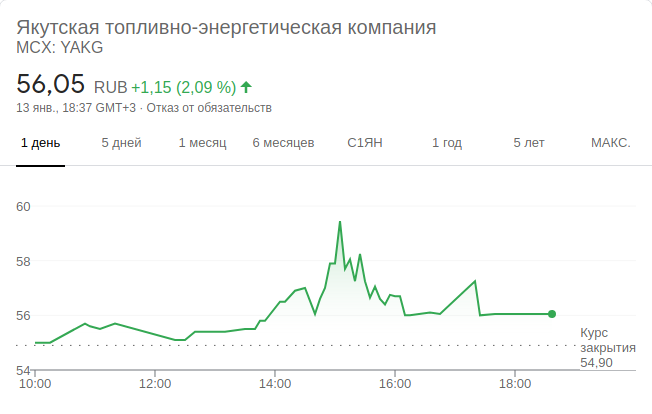 Якутская топливно-энергетическая компания
MCX: YAKG
56,05 RUB +1,15 (2,09 %)
13 янв., 18:37 GMT+3 · Отказ от обязательств
1 день 5 дней 1 месяц 6 месяцев С1ЯН 1 год 5 лет МАКС.
60
58
56
54
Курс
закрытия
54,90
10:00 12:00 14:00 16:00 18:00